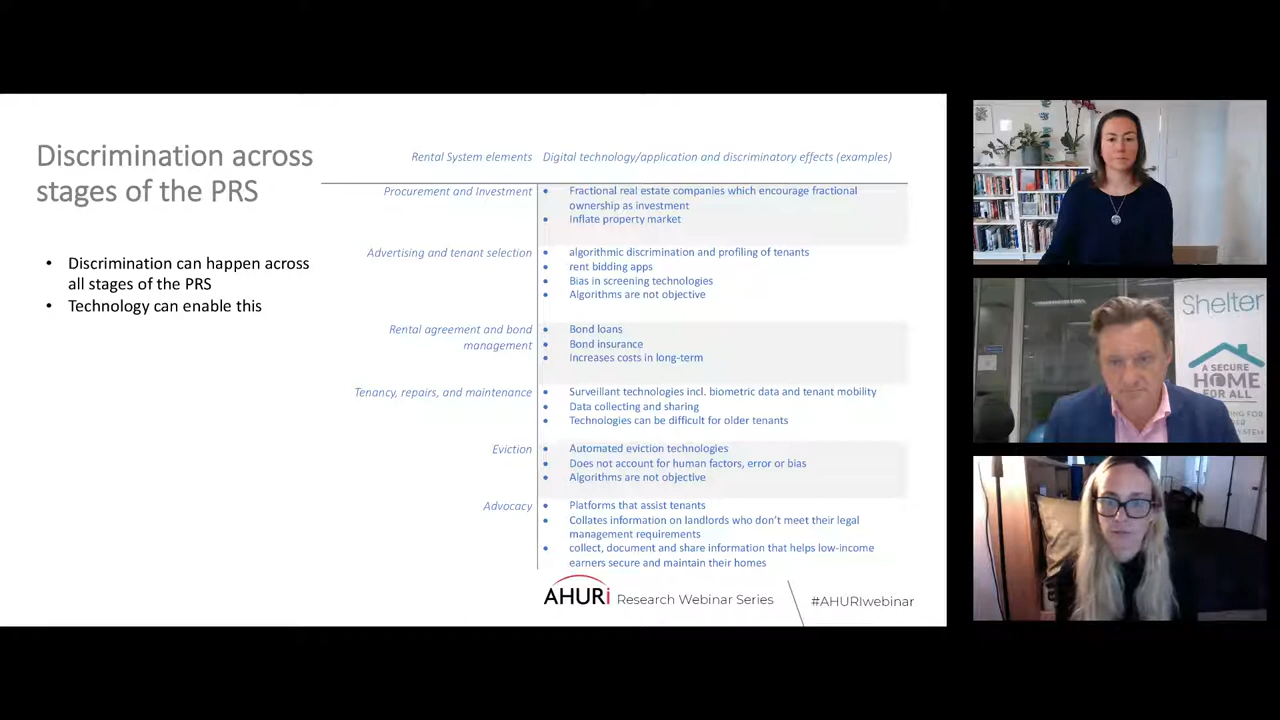 Discrimination across
stages of the PRS
• Discrimination can happen across
all stages of the PRS
• Technology can enable this
Rental System elements
Digital technology/application and discriminatory effects (examples)
Procurement and Investment
• Fractional real estate companies which encourage fractional
ownership as investment
• Inflate property market
Advertising and tenant selection
• algorithmic discrimination and profiling of tenants
• rent bidding apps
• Bias in screening technologies
• Algorithms are not objective
Rental agreement and bond
management
• Bond loans
• Bond insurance
• Increases costs in long-term
Tenancy, repairs, and maintenance
• Surveillant technologies incl. biometric data and tenant mobility
• Data collecting and sharing
• Technologies can be difficult for older tenants
Eviction
• Automated eviction technologies
• Does not account for human factors, error or bias
• Algorithms are not objective
Advocacy
• Platforms that assist tenants
• Collates information on landlords who don't meet their legal
management requirements
• collect, document and share information that helps low-income
earners secure and maintain their homes
AHURI Research Webinar Series
#AHURIwebinar
Shelter
A SECURE
HOME
FOR ALL